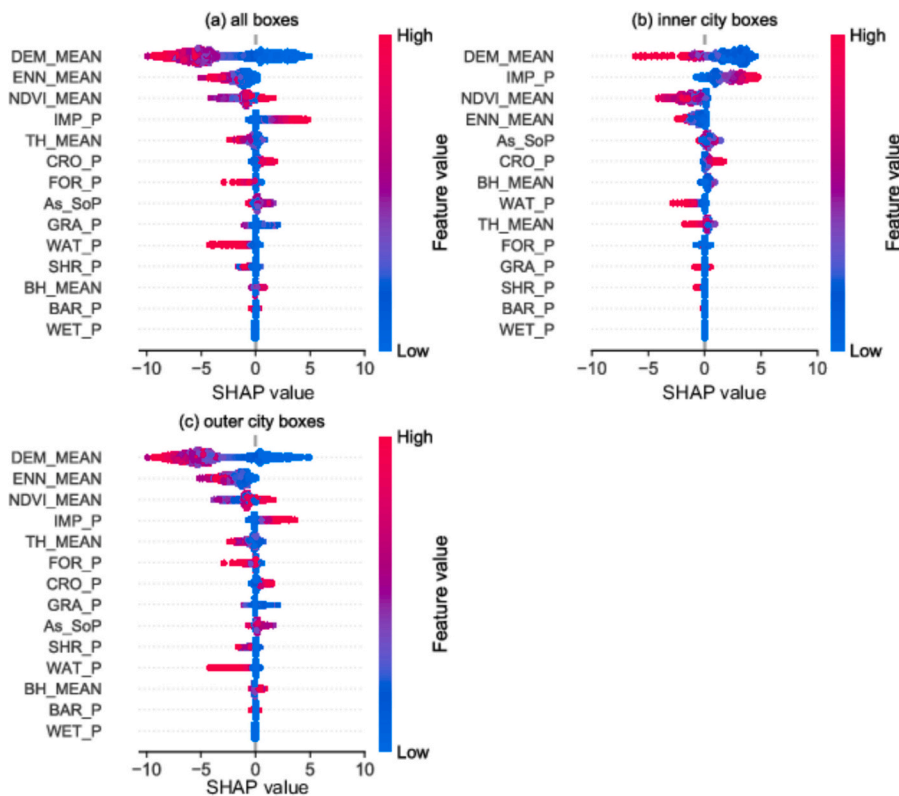 (a) all boxes
High
DEM_MEAN
ENN_MEAN
NDVI_MEAN
IMP_P
TH_MEAN
CRO_P
FOR_P
As_SoP
GRA_P
WAT_P
SHR_P
BH_MEAN
BAR_P
WET_P
Low
Feature value
−10 −5 0 5 10
SHAP value
(b) inner city boxes
High
DEM_MEAN
IMP_P
NDVI_MEAN
ENN_MEAN
As_SoP
CRO_P
BH_MEAN
WAT_P
TH_MEAN
FOR_P
GRA_P
SHR_P
BAR_P
WET_P
Low
Feature value
−10 −5 0 5 10
SHAP value
(c) outer city boxes
High
DEM_MEAN
ENN_MEAN
NDVI_MEAN
IMP_P
TH_MEAN
FOR_P
CRO_P
GRA_P
As_SoP
SHR_P
WAT_P
BH_MEAN
BAR_P
WET_P
Low
Feature value
−10 −5 0 5 10
SHAP value